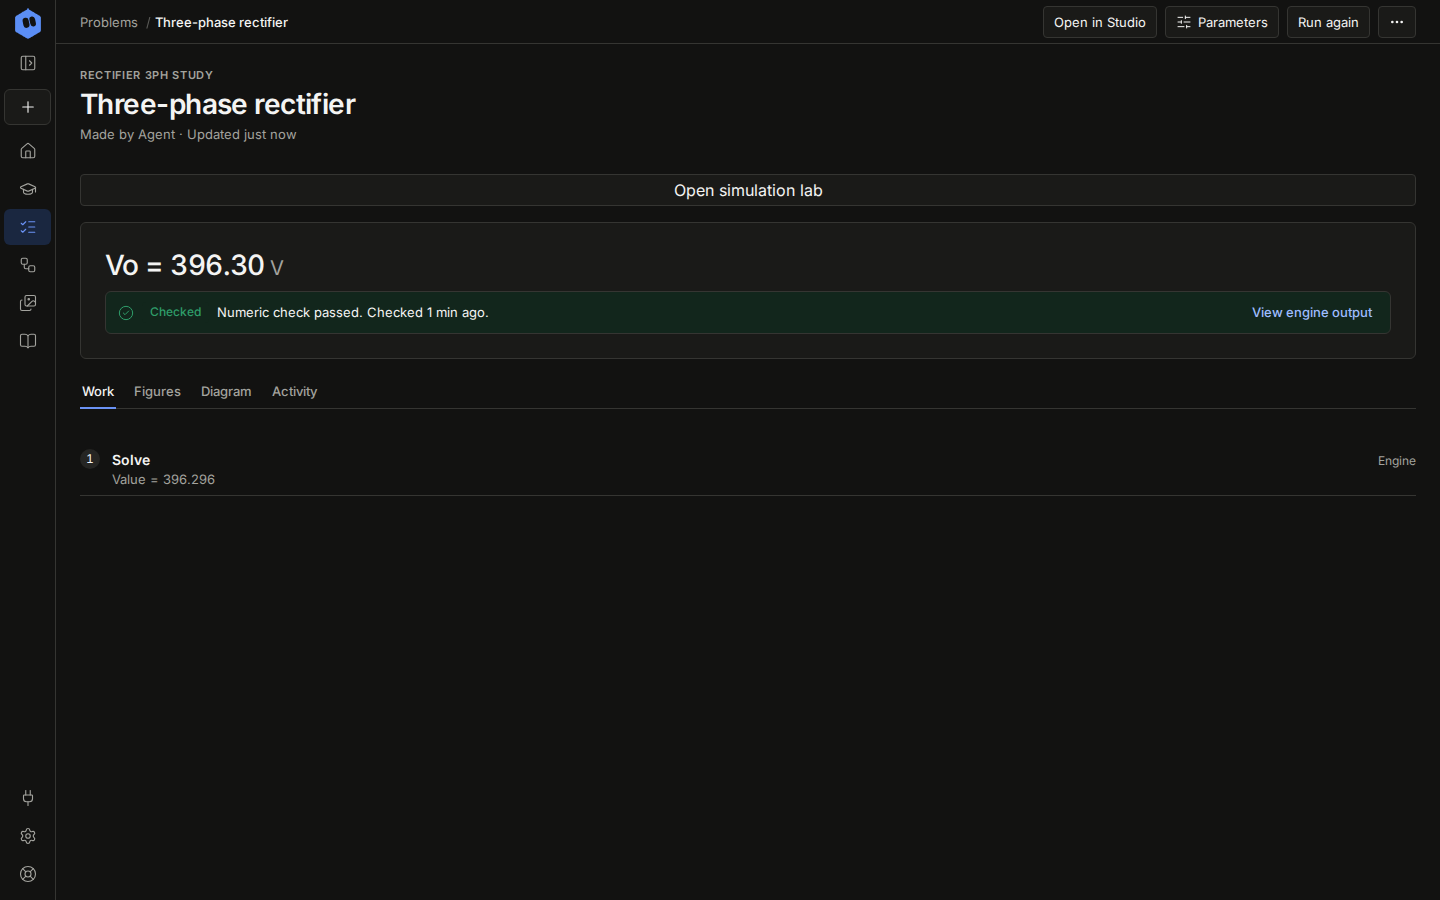 Problems / Three-phase rectifier
Open in Studio
Parameters
Run again
RECTIFIER 3PH STUDY
Three-phase rectifier
Made by Agent · Updated just now
Open simulation lab
Vo = 396.30 V
Checked Numeric check passed. Checked 1 min ago. View engine output
Work Figures Diagram Activity
1 Solve Engine
Value = 396.296